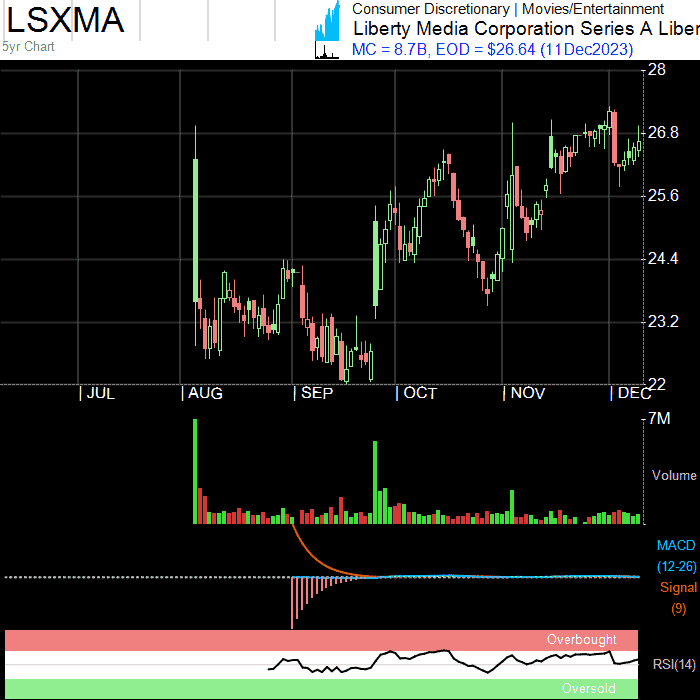 LSXMA
5yr Chart
Consumer Discretionary | Movies/Entertainment
Liberty Media Corporation Series A Liber
MC = 8.7B, EOD = $26.64 (11Dec2023)
28
26.8
25.6
24.4
23.2
22
| JUL | AUG | SEP | OCT | NOV | DEC
7M
Volume
MACD
(12-26)
Signal
(9)
Overbought
RSI(14)
Oversold